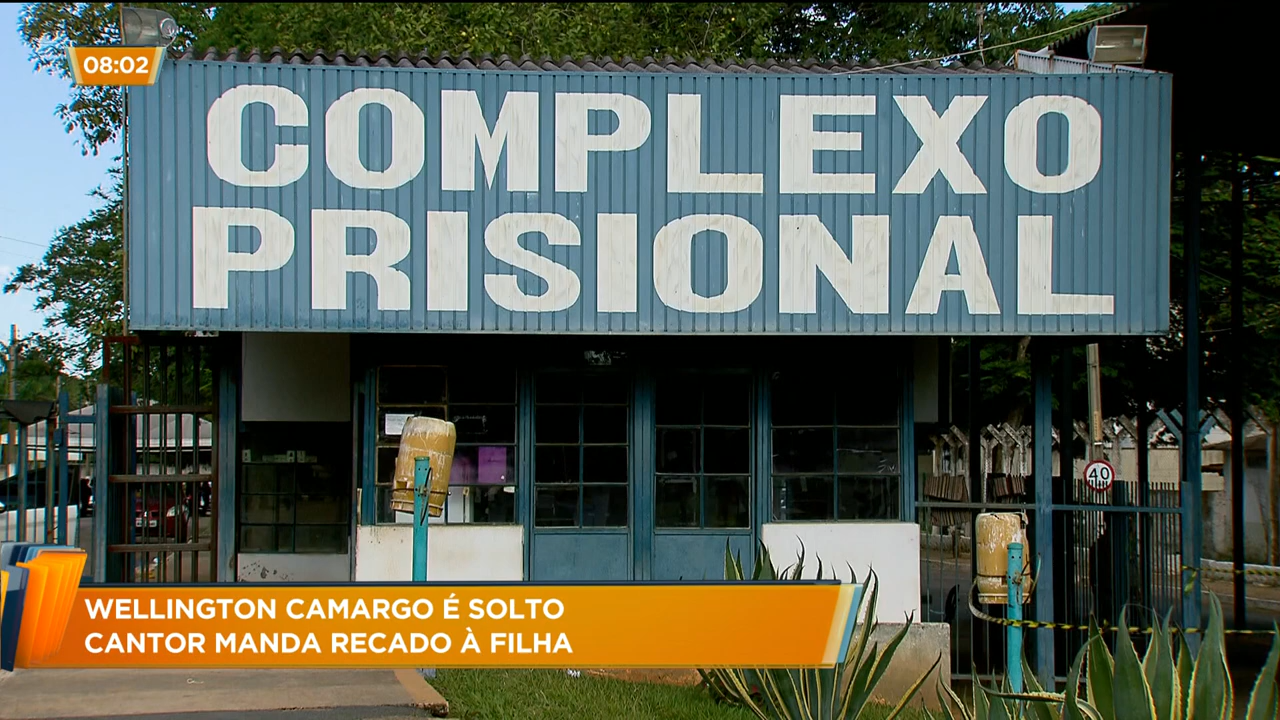 08:02
COMPLEXO
PRISIONAL
40
WELLINGTON CAMARGO É SOLTO
CANTOR MANDA RECADO À FILHA